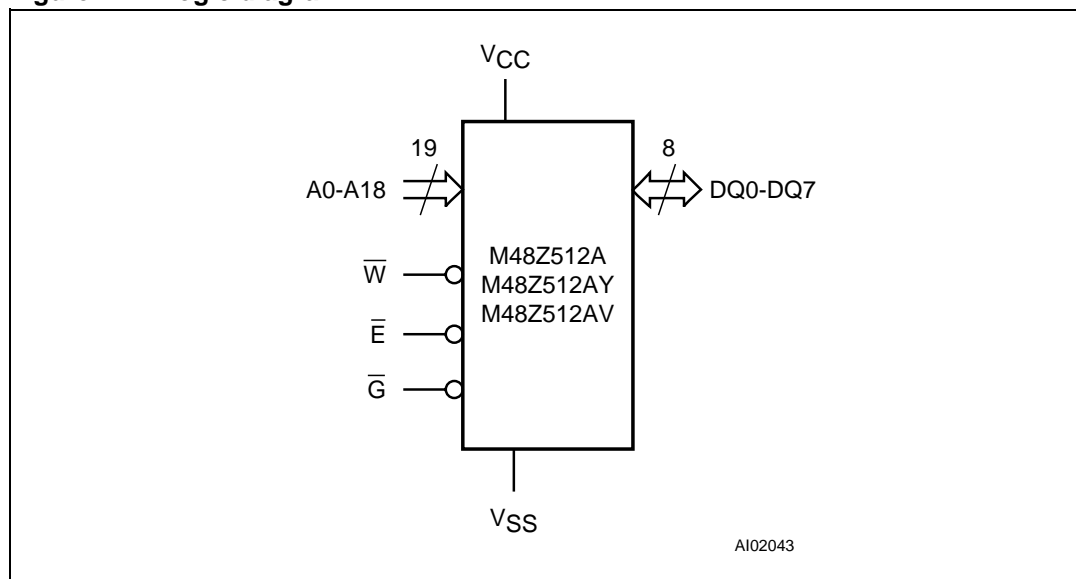 VCC
19
8
A0-A18
DQ0-DQ7
M48Z512A
M48Z512AY
M48Z512AV
W̅
E̅
G̅
VSS
AI02043